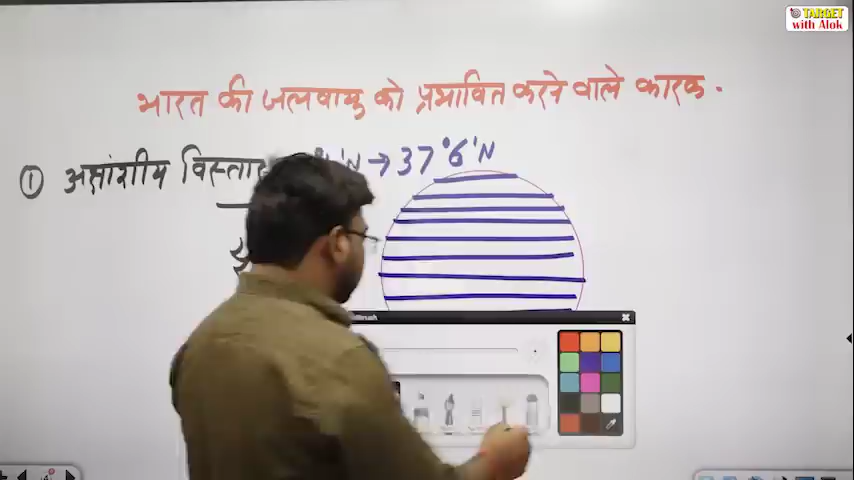 TARGET
with Alok
भारत की जलवायु को प्रभावित करने वाले कारक.
① अक्षांशीय विस्तार → 37°6'N